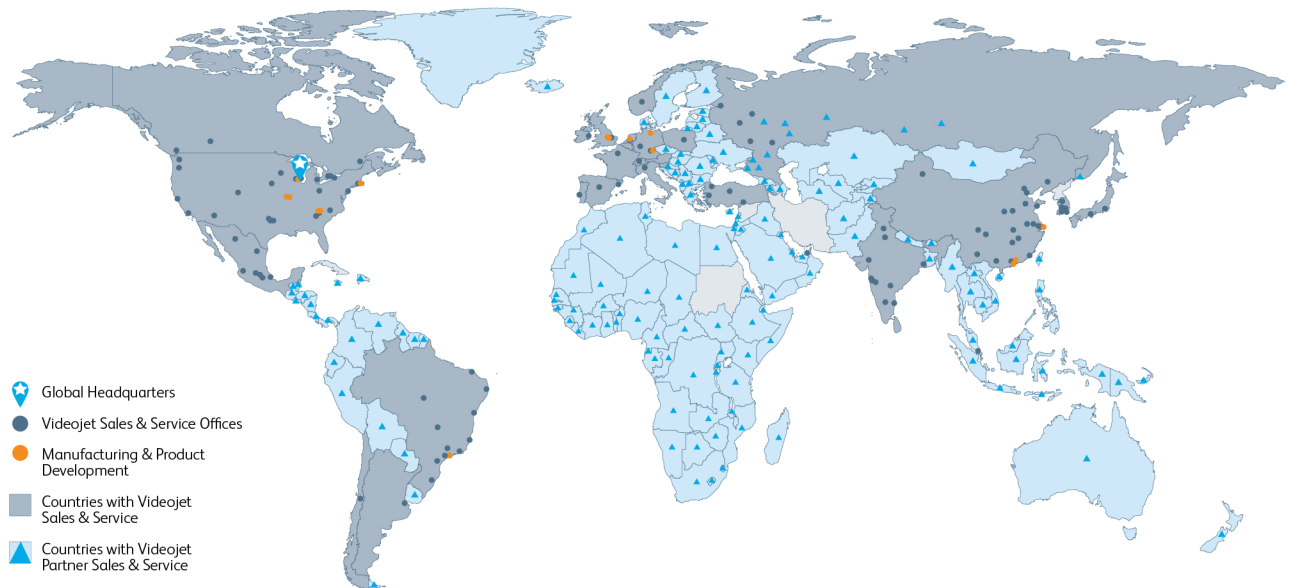 Global Headquarters
Videojet Sales & Service Offices
Manufacturing & Product
Development
Countries with Videojet
Sales & Service
Countries with Videojet
Partner Sales & Service